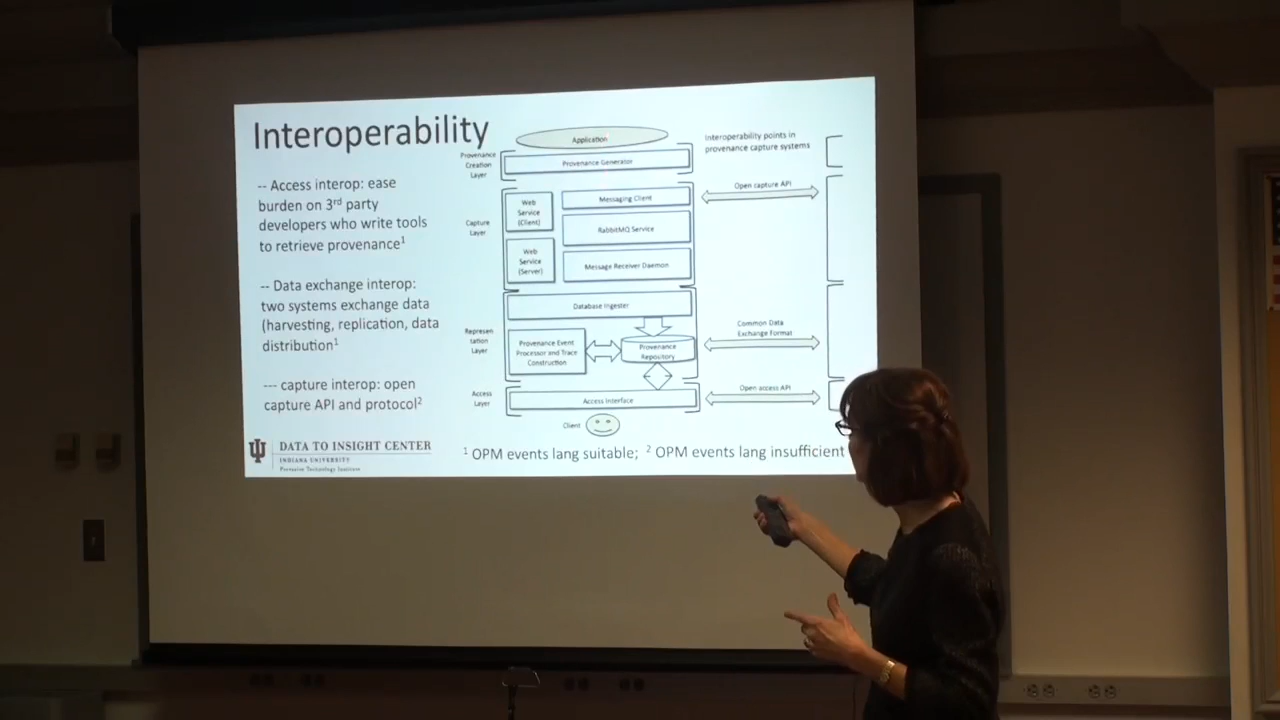 Interoperability
-- Access interop: ease
burden on 3rd party
developers who write tools
to retrieve provenance1
-- Data exchange interop:
two systems exchange data
(harvesting, replication, data
distribution1
--- capture interop: open
capture API and protocol2
Application
Provenance
Creation
Layer
Provenance Generator
Capture
Layer
Web
Service
(Client)
Web
Service
(Server)
Messaging Client
RabbitMQ Service
Message Receiver Daemon
Represen
tation
Layer
Database Ingester
Provenance Event
Processor and Trace
Construction
Provenance
Repository
Access
Layer
Access Interface
Client
Interoperability points in
provenance capture systems
Open capture API
Common Data
Exchange Format
Open access API
DATA TO INSIGHT CENTER
INDIANA UNIVERSITY
Pervasive Technology Institute
1 OPM events lang suitable; 2 OPM events lang insufficient